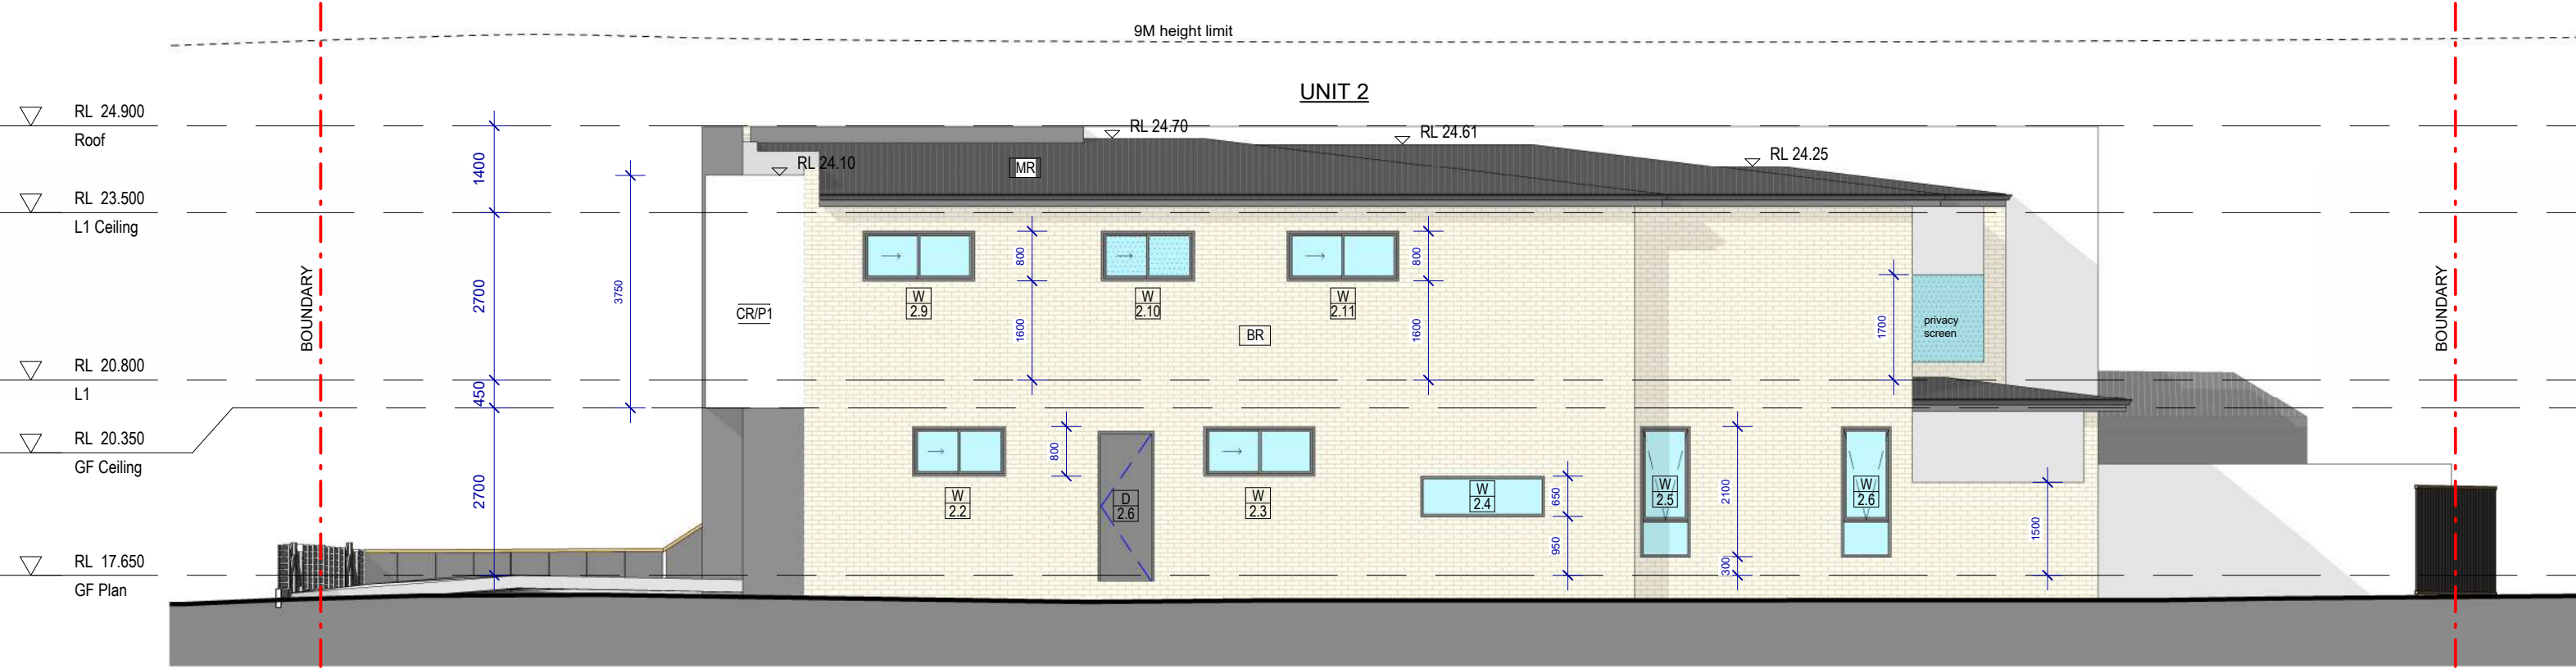 9M height limit
UNIT 2
RL 24.900
Roof
RL 23.500
L1 Ceiling
RL 20.800
L1
RL 20.350
GF Ceiling
RL 17.650
GF Plan
BOUNDARY
1400
2700
450
2700
3750
RL 24.10
MR
RL 24.70
RL 24.61
RL 24.25
CR/P1
W
2.9
800
1600
W
2.10
BR
W
2.11
800
1600
1700
privacy
screen
BOUNDARY
W
2.2
800
D
2.6
W
2.3
W
2.4
650
950
W
2.5
2100
300
W
2.6
1500